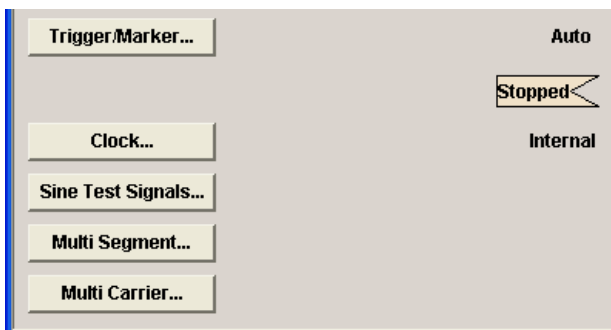 Trigger/Marker... Auto
Stopped
Clock... Internal
Sine Test Signals...
Multi Segment...
Multi Carrier...